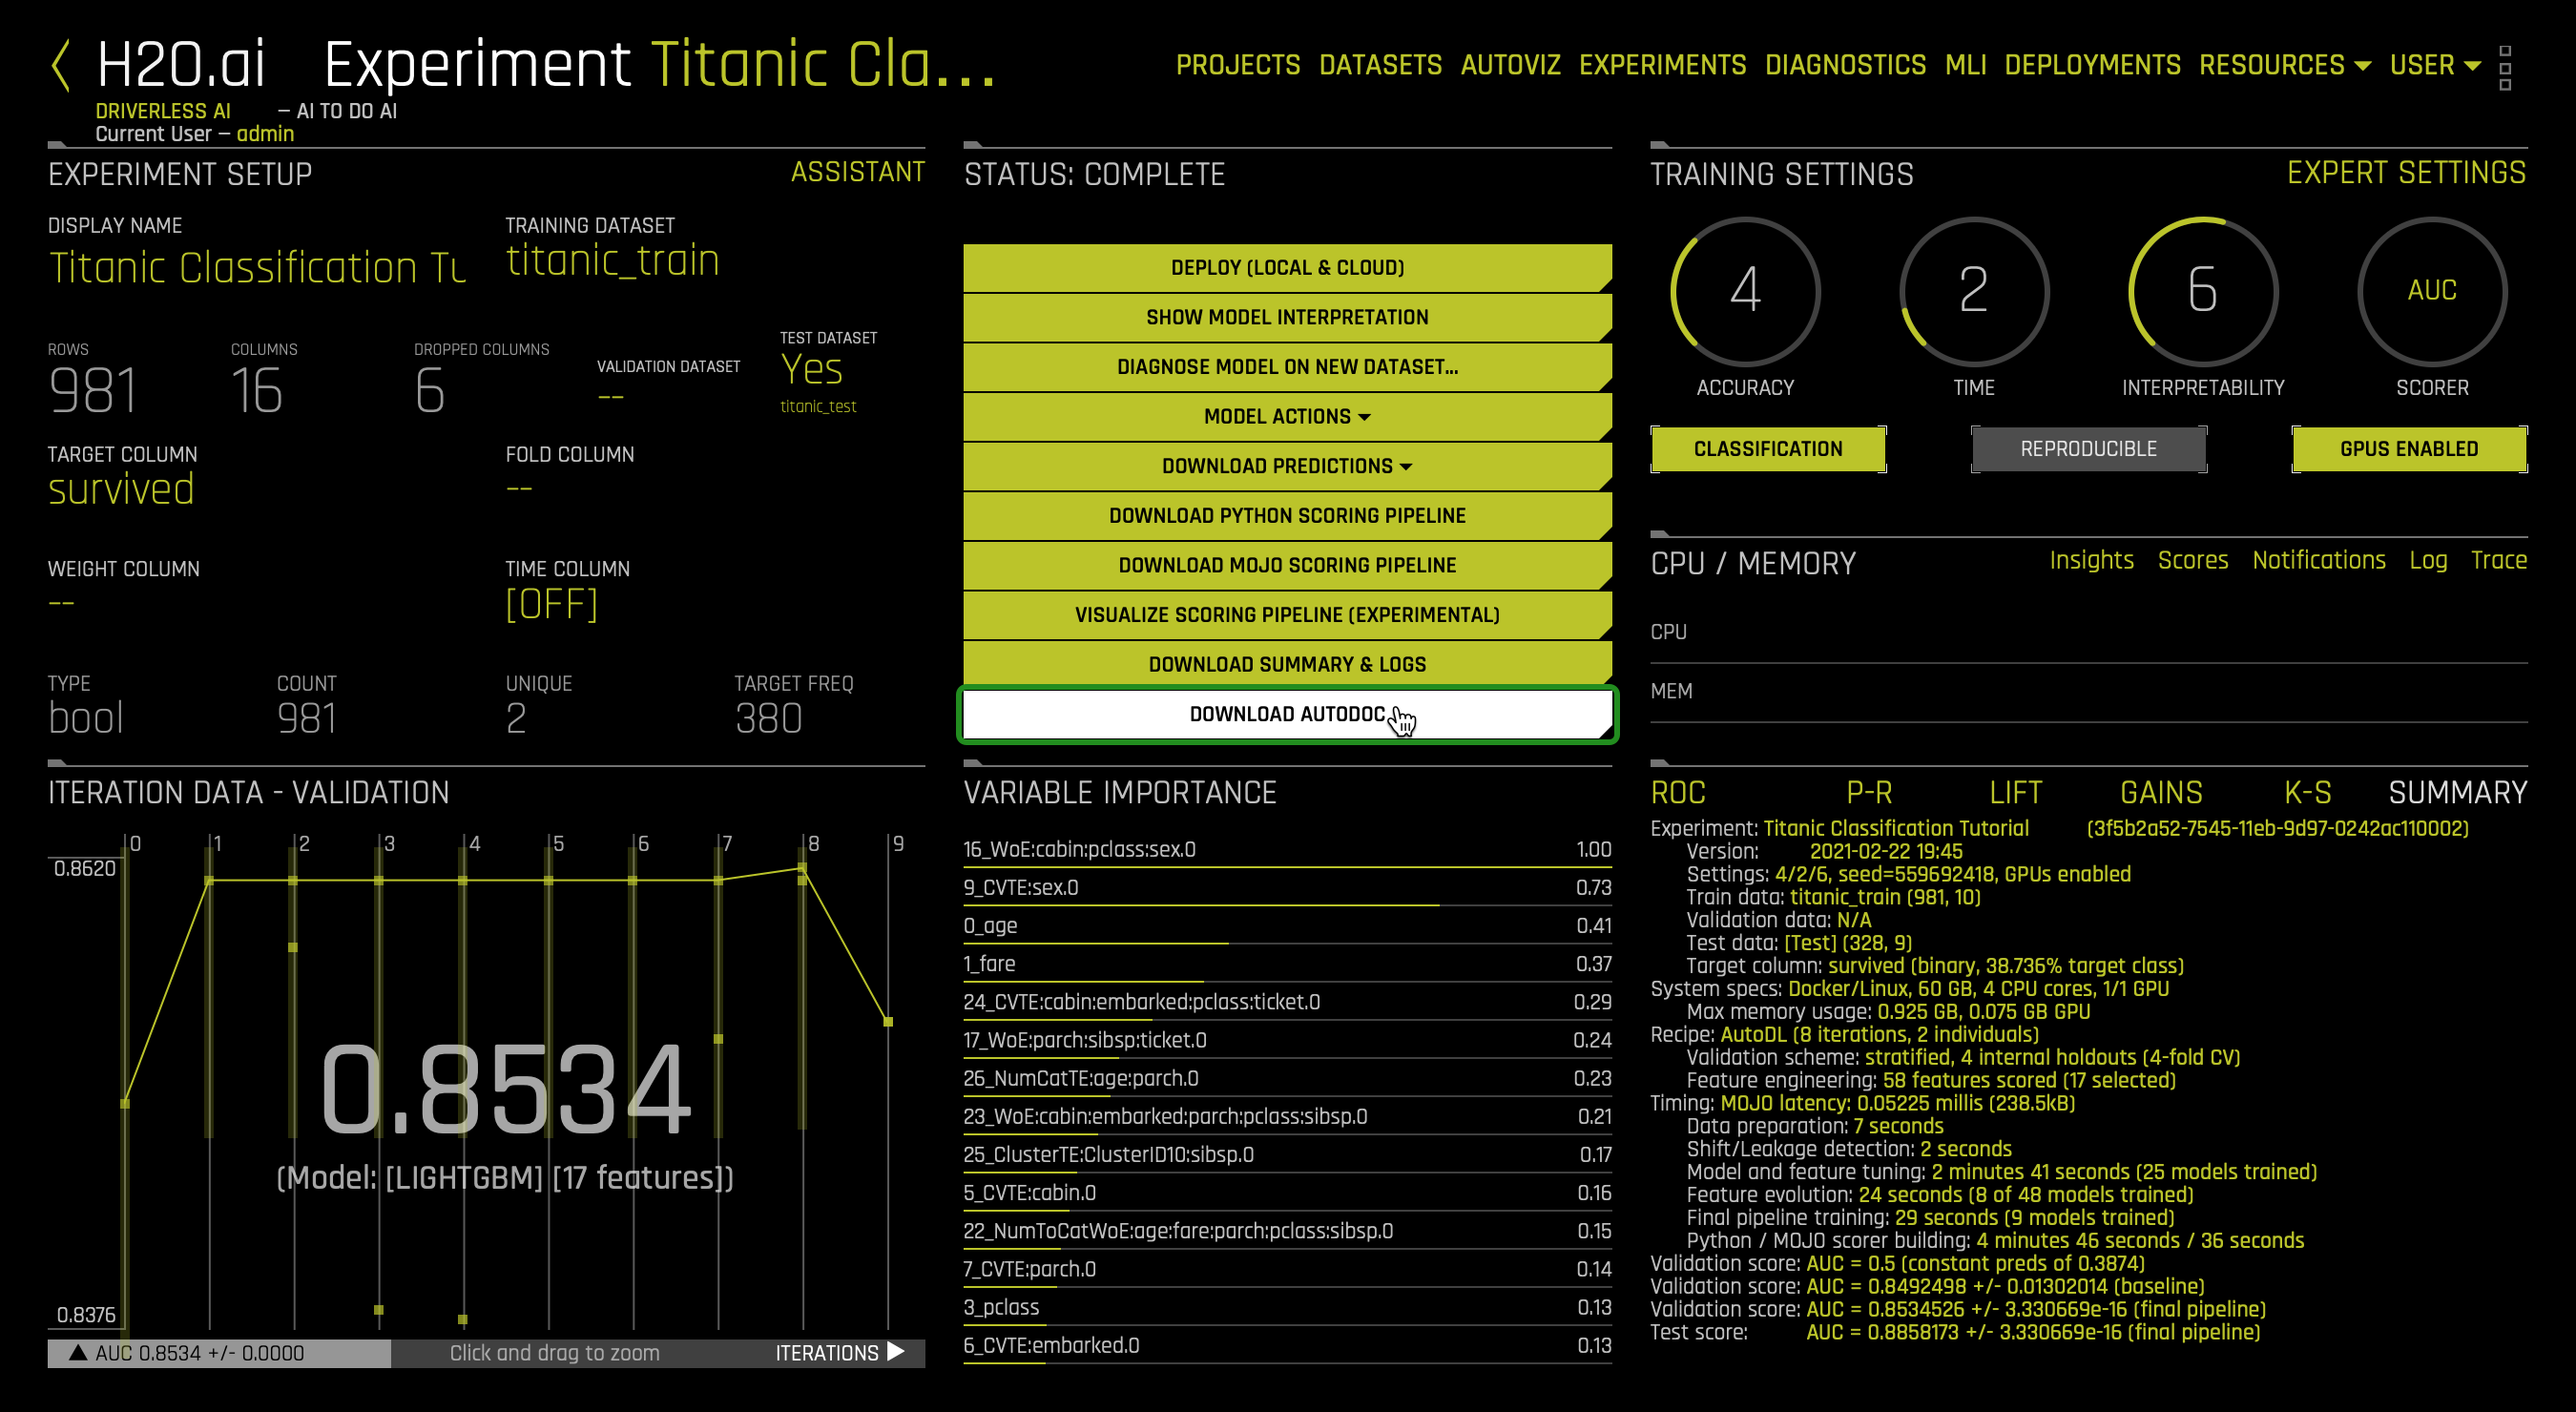 H2O.ai Experiment Titanic Cla...
DRIVERLESS AI — AI TO DO AI
Current User — admin
PROJECTS DATASETS AUTOVIZ EXPERIMENTS DIAGNOSTICS MLI DEPLOYMENTS RESOURCES USER
EXPERIMENT SETUP ASSISTANT
DISPLAY NAME TRAINING DATASET
Titanic Classification Tu titanic_train
ROWS COLUMNS DROPPED COLUMNS VALIDATION DATASET TEST DATASET
981 16 6 -- Yes
titanic_test
TARGET COLUMN FOLD COLUMN
survived --
WEIGHT COLUMN TIME COLUMN
-- [OFF]
TYPE COUNT UNIQUE TARGET FREQ
bool 981 2 380
STATUS: COMPLETE
DEPLOY (LOCAL & CLOUD)
SHOW MODEL INTERPRETATION
DIAGNOSE MODEL ON NEW DATASET...
MODEL ACTIONS
DOWNLOAD PREDICTIONS
DOWNLOAD PYTHON SCORING PIPELINE
DOWNLOAD MOJO SCORING PIPELINE
VISUALIZE SCORING PIPELINE (EXPERIMENTAL)
DOWNLOAD SUMMARY & LOGS
DOWNLOAD AUTODOC
TRAINING SETTINGS EXPERT SETTINGS
4 2 6 AUC
ACCURACY TIME INTERPRETABILITY SCORER
CLASSIFICATION REPRODUCIBLE GPUS ENABLED
CPU / MEMORY Insights Scores Notifications Log Trace
CPU
MEM
ITERATION DATA - VALIDATION
0 1 2 3 4 5 6 7 8 9
0.8620
0.8534
(Model: [LIGHTGBM] [17 features])
0.8376
AUC 0.8534 +/- 0.0000 Click and drag to zoom ITERATIONS
VARIABLE IMPORTANCE
16_WoE:cabin:pclass:sex.0 1.00
9_CVTE:sex.0 0.73
0_age 0.41
1_fare 0.37
24_CVTE:cabin:embarked:pclass:ticket.0 0.29
17_WoE:parch:sibsp:ticket.0 0.24
26_NumCatTE:age:parch.0 0.23
23_WoE:cabin:embarked:parch:pclass:sibsp.0 0.21
25_ClusterTE:ClusterID10:sibsp.0 0.17
5_CVTE:cabin.0 0.16
22_NumToCatWoE:age:fare:parch:pclass:sibsp.0 0.15
7_CVTE:parch.0 0.14
3_pclass 0.13
6_CVTE:embarked.0 0.13
ROC P-R LIFT GAINS K-S SUMMARY
Experiment: Titanic Classification Tutorial (3f5b2a52-7545-11eb-9d97-0242ac110002)
Version: 2021-02-22 19:45
Settings: 4/2/6, seed=559692418, GPUs enabled
Train data: titanic_train (981, 10)
Validation data: N/A
Test data: [Test] (328, 9)
Target column: survived (binary, 38.736% target class)
System specs: Docker/Linux, 60 GB, 4 CPU cores, 1/1 GPU
Max memory usage: 0.925 GB, 0.075 GB GPU
Recipe: AutoDL (8 iterations, 2 individuals)
Validation scheme: stratified, 4 internal holdouts (4-fold CV)
Feature engineering: 58 features scored (17 selected)
Timing: MOJO latency: 0.05225 millis (238.5kB)
Data preparation: 7 seconds
Shift/Leakage detection: 2 seconds
Model and feature tuning: 2 minutes 41 seconds (25 models trained)
Feature evolution: 24 seconds (8 of 48 models trained)
Final pipeline training: 29 seconds (9 models trained)
Python / MOJO scorer building: 4 minutes 46 seconds / 36 seconds
Validation score: AUC = 0.5 (constant preds of 0.3874)
Validation score: AUC = 0.8492498 +/- 0.01302014 (baseline)
Validation score: AUC = 0.8534526 +/- 3.330669e-16 (final pipeline)
Test score: AUC = 0.8858173 +/- 3.330669e-16 (final pipeline)